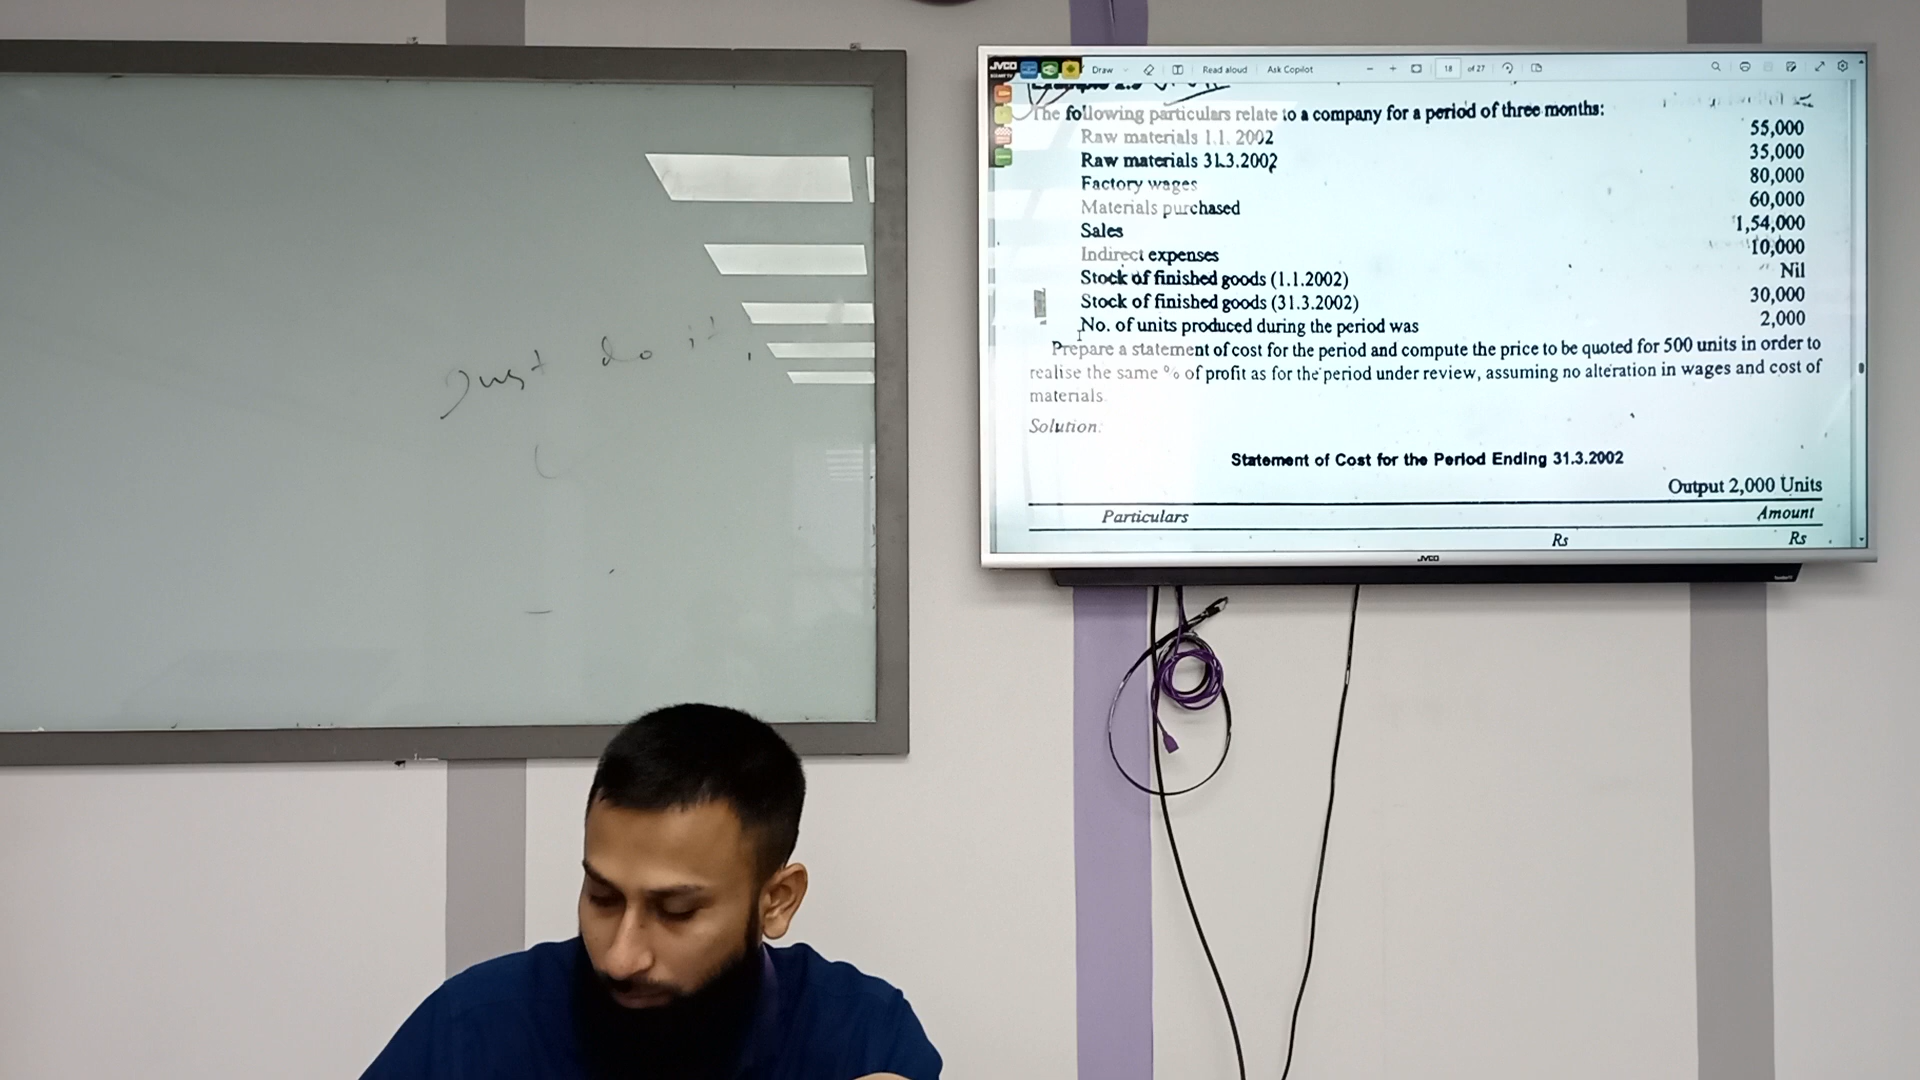 Just do it,
JVCO
Draw
Read aloud
Ask Copilot
18 of 27
The following particulars relate to a company for a period of three months:
Raw materials 1.1. 2002 55,000
Raw materials 31.3.2002 35,000
Factory wages 80,000
Materials purchased 60,000
Sales 1,54,000
Indirect expenses 10,000
Stock of finished goods (1.1.2002) Nil
Stock of finished goods (31.3.2002) 30,000
No. of units produced during the period was 2,000
Prepare a statement of cost for the period and compute the price to be quoted for 500 units in order to
realise the same % of profit as for the period under review, assuming no alteration in wages and cost of
materials.
Solution:
Statement of Cost for the Period Ending 31.3.2002
Output 2,000 Units
Particulars Amount
Rs Rs
JVCO